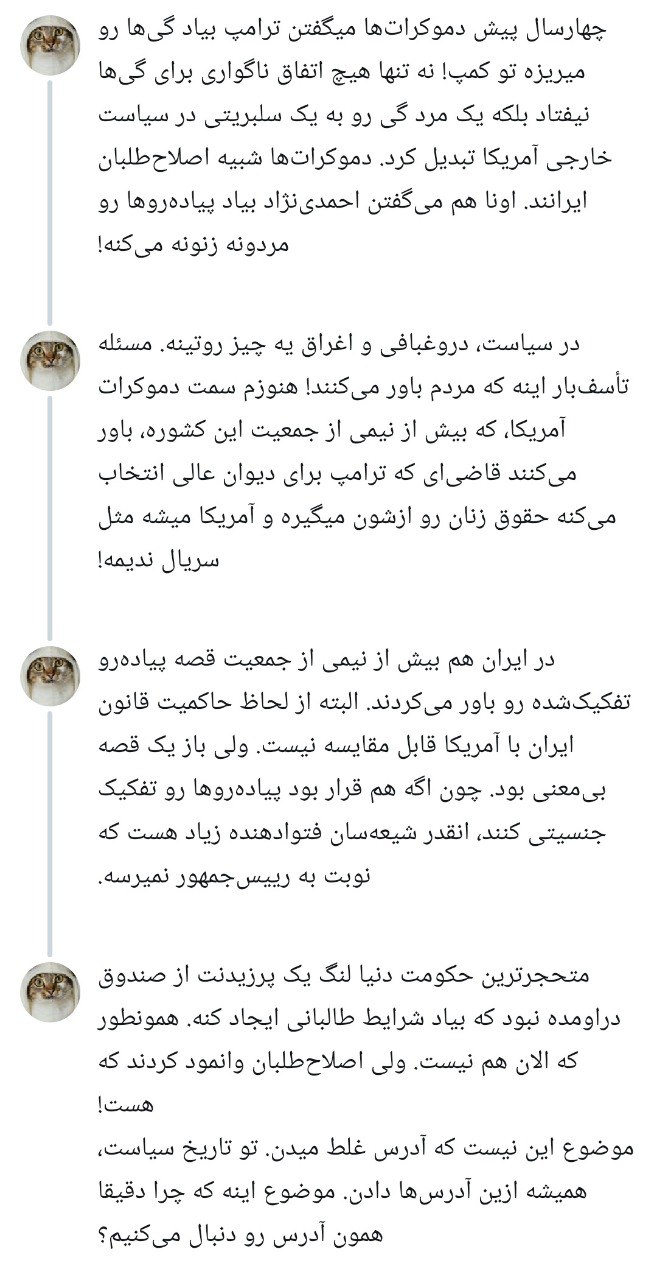 چهارسال پیش دموکرات‌ها میگفتن ترامپ بیاد گی‌ها رو
میریزه تو کمپ! نه تنها هیچ اتفاق ناگواری برای گی‌ها
نیفتاد بلکه یک مرد گی رو به یک سلبریتی در سیاست
خارجی آمریکا تبدیل کرد. دموکرات‌ها شبیه اصلاح‌طلبان
ایرانند. اونا هم می‌گفتن احمدی‌نژاد بیاد پیاده‌روها رو
مردونه زنونه می‌کنه!
در سیاست، دروغبافی و اغراق یه چیز روتینه. مسئله
تأسف‌بار اینه که مردم باور می‌کنند! هنوزم سمت دموکرات
آمریکا، که بیش از نیمی از جمعیت این کشوره، باور
می‌کنند قاضی‌ای که ترامپ برای دیوان عالی انتخاب
می‌کنه حقوق زنان رو ازشون میگیره و آمریکا میشه مثل
سریال ندیمه!
در ایران هم بیش از نیمی از جمعیت قصه پیاده‌رو
تفکیک‌شده رو باور می‌کردند. البته از لحاظ حاکمیت قانون
ایران با آمریکا قابل مقایسه نیست. ولی باز یک قصه
بی‌معنی بود. چون اگه هم قرار بود پیاده‌روها رو تفکیک
جنسیتی کنند، انقدر شیعه‌سان فتوادهنده زیاد هست که
نوبت به رییس‌جمهور نمیرسه.
متحجرترین حکومت دنیا لنگ یک پرزیدنت از صندوق
دراومده نبود که بیاد شرایط طالبانی ایجاد کنه. همونطور
که الان هم نیست. ولی اصلاح‌طلبان وانمود کردند که
هست!
موضوع این نیست که آدرس غلط میدن. تو تاریخ سیاست،
همیشه ازین آدرس‌ها دادن. موضوع اینه که چرا دقیقا
همون آدرس رو دنبال می‌کنیم؟